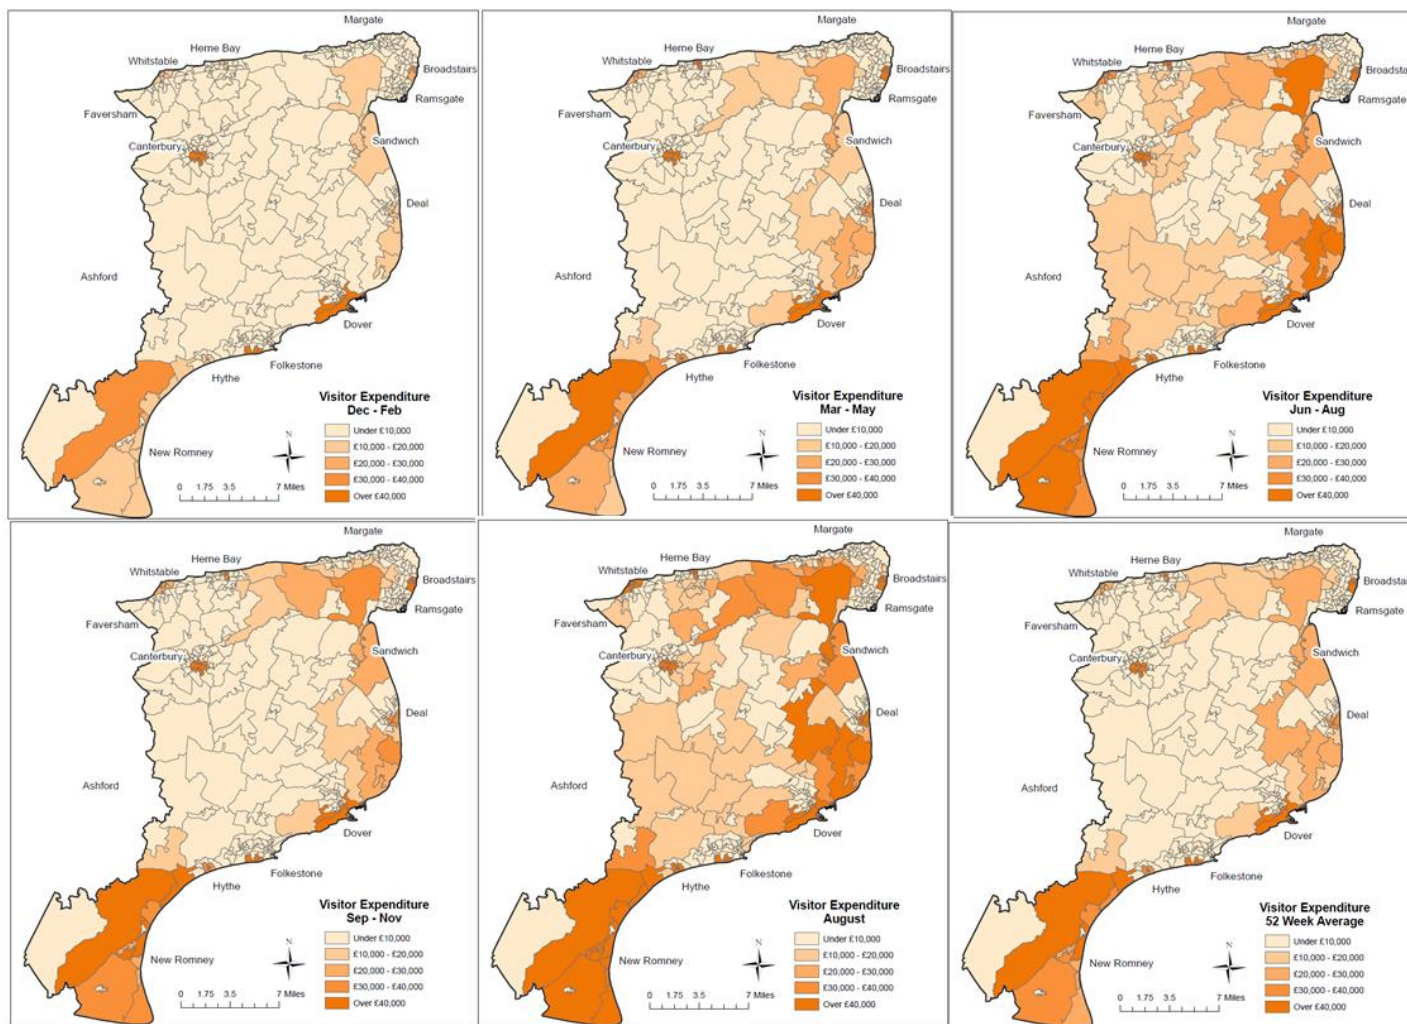 Margate
Herne Bay
Whitstable
Broadstairs
Ramsgate
Faversham
Sandwich
Canterbury
Deal
Ashford
Dover
Folkestone
Hythe
New Romney
Visitor Expenditure
Dec - Feb
Under £10,000
£10,000 - £20,000
£20,000 - £30,000
£30,000 - £40,000
Over £40,000
N
0 1.75 3.5 7 Miles
Margate
Herne Bay
Whitstable
Broadstairs
Ramsgate
Faversham
Sandwich
Canterbury
Deal
Ashford
Dover
Folkestone
Hythe
New Romney
Visitor Expenditure
Mar - May
Under £10,000
£10,000 - £20,000
£20,000 - £30,000
£30,000 - £40,000
Over £40,000
N
0 1.75 3.5 7 Miles
Margate
Herne Bay
Whitstable
Broadstairs
Ramsgate
Faversham
Sandwich
Canterbury
Deal
Ashford
Dover
Folkestone
Hythe
New Romney
Visitor Expenditure
Jun - Aug
Under £10,000
£10,000 - £20,000
£20,000 - £30,000
£30,000 - £40,000
Over £40,000
N
0 1.75 3.5 7 Miles
Margate
Herne Bay
Whitstable
Broadstairs
Ramsgate
Faversham
Sandwich
Canterbury
Deal
Ashford
Dover
Folkestone
Hythe
New Romney
Visitor Expenditure
Sep - Nov
Under £10,000
£10,000 - £20,000
£20,000 - £30,000
£30,000 - £40,000
Over £40,000
N
0 1.75 3.5 7 Miles
Margate
Herne Bay
Whitstable
Broadstairs
Ramsgate
Faversham
Sandwich
Canterbury
Deal
Ashford
Dover
Folkestone
Hythe
New Romney
Visitor Expenditure
August
Under £10,000
£10,000 - £20,000
£20,000 - £30,000
£30,000 - £40,000
Over £40,000
N
0 1.75 3.5 7 Miles
Margate
Herne Bay
Whitstable
Broadstair
Ramsgate
Faversham
Sandwich
Canterbury
Deal
Ashford
Dover
Folkestone
Hythe
New Romney
Visitor Expenditure
52 Week Average
Under £10,000
£10,000 - £20,000
£20,000 - £30,000
£30,000 - £40,000
Over £40,000
N
0 1.75 3.5 7 Miles